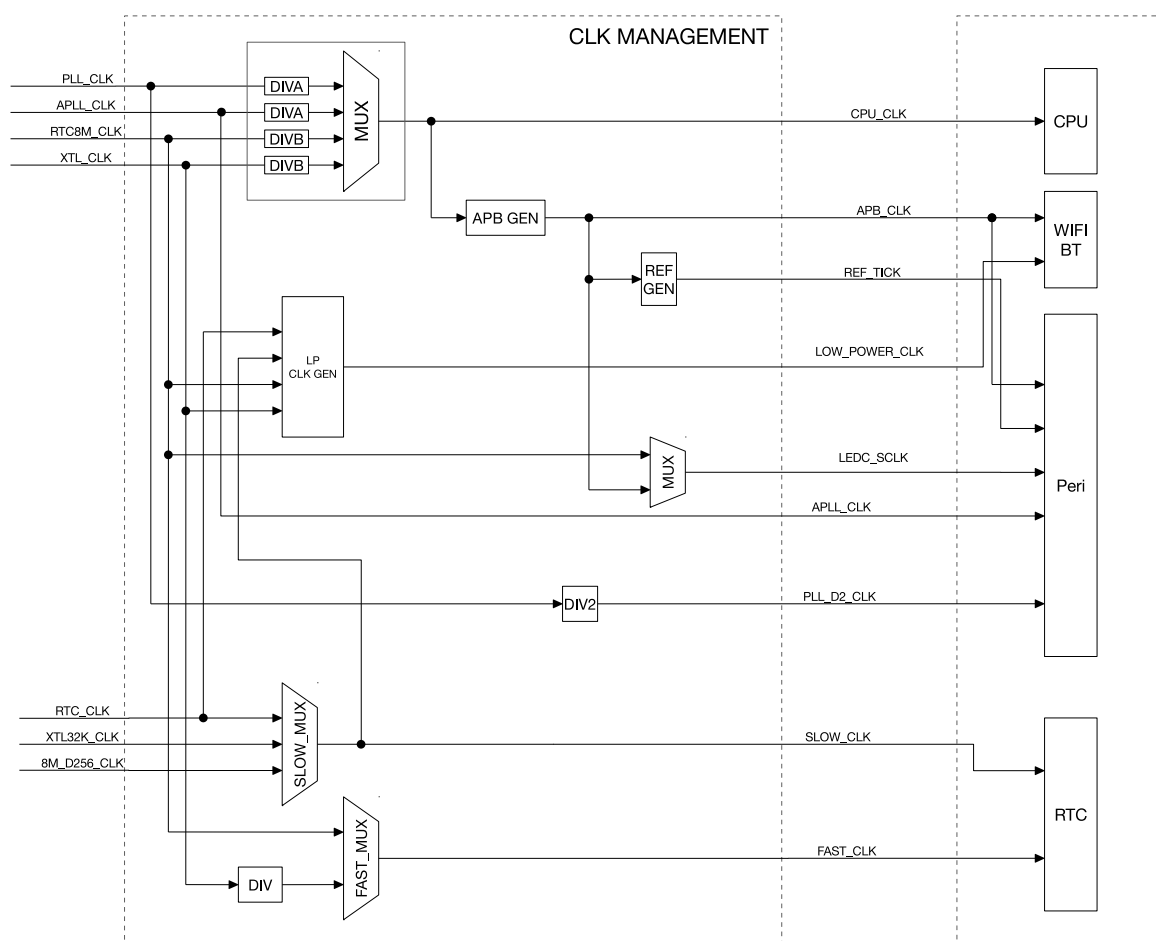 CLK MANAGEMENT
PLL_CLK
DIVA
APLL_CLK
DIVA
MUX
CPU_CLK
CPU
RTC8M_CLK
DIVB
XTL_CLK
DIVB
APB GEN
APB_CLK
WIFI
BT
REF
GEN
REF_TICK
LP
CLK GEN
LOW_POWER_CLK
MUX
LEDC_SCLK
Peri
APLL_CLK
DIV2
PLL_D2_CLK
RTC_CLK
XTL32K_CLK
8M_D256_CLK
SLOW_MUX
SLOW_CLK
RTC
FAST_MUX
FAST_CLK
DIV